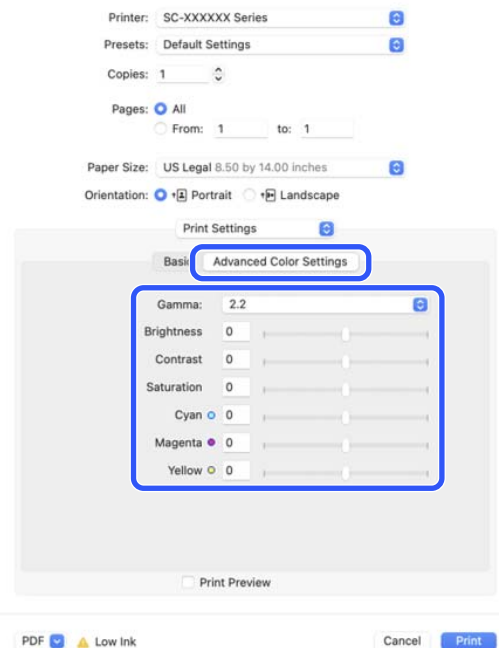 Printer: SC-XXXXXX Series
Presets: Default Settings
Copies: 1
Pages: All
From: 1 to: 1
Paper Size: US Legal 8.50 by 14.00 inches
Orientation: Portrait Landscape
Print Settings
Basic Advanced Color Settings
Gamma: 2.2
Brightness 0
Contrast 0
Saturation 0
Cyan 0
Magenta 0
Yellow 0
Print Preview
PDF Low Ink Cancel Print